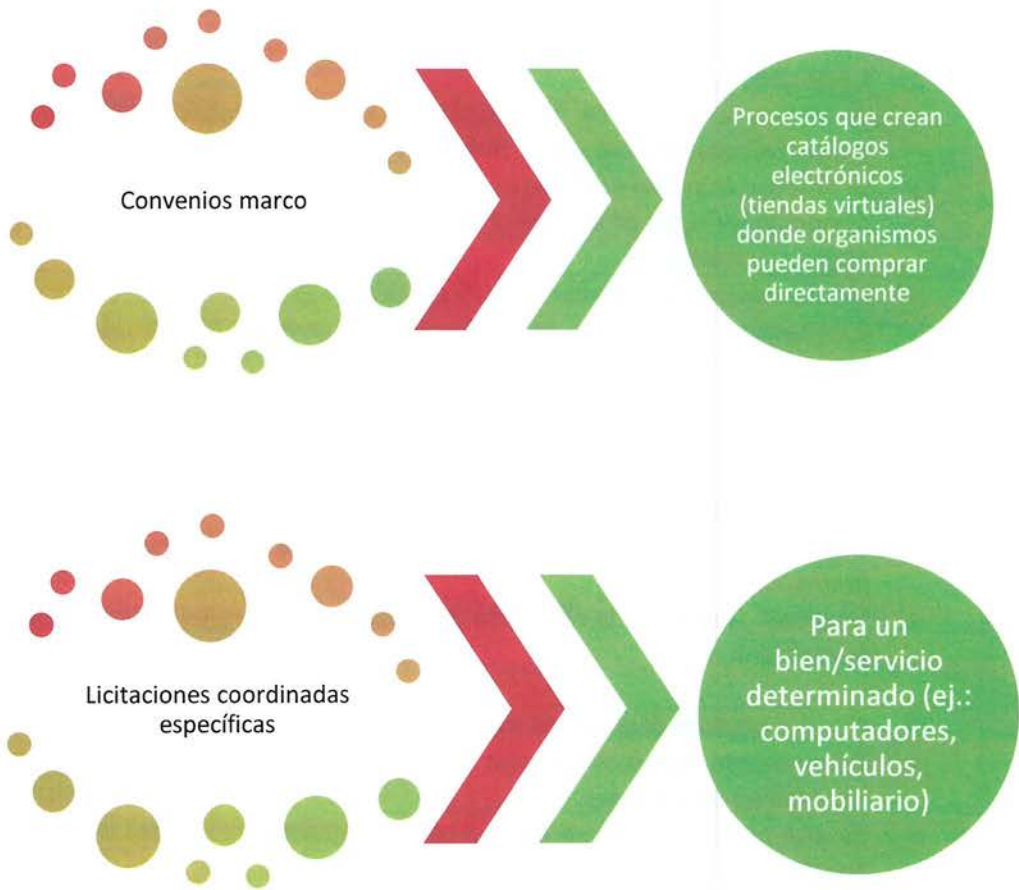 Convenios marco
Procesos que crean
catálogos
electrónicos
(tiendas virtuales)
donde organismos
pueden comprar
directamente
Licitaciones coordinadas
específicas
Para un
bien/servicio
determinado (ej.:
computadores,
vehículos,
mobiliario)